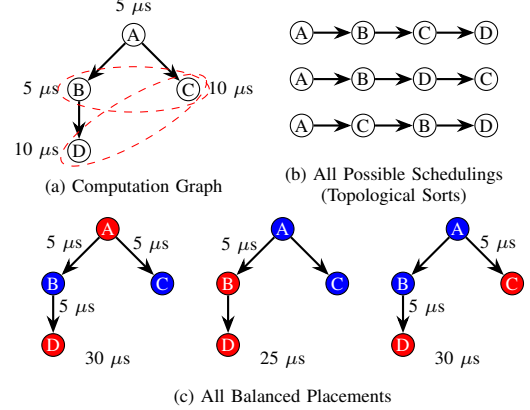 5 μs
A
5 μs B C 10 μs
10 μs D
(a) Computation Graph
A B C D
A B D C
A C B D
(b) All Possible Schedulings
(Topological Sorts)
A
5 μs 5 μs
B C
5 μs
D
30 μs
A
5 μs
B C
D
25 μs
A
5 μs
B C
5 μs
D
30 μs
(c) All Balanced Placements